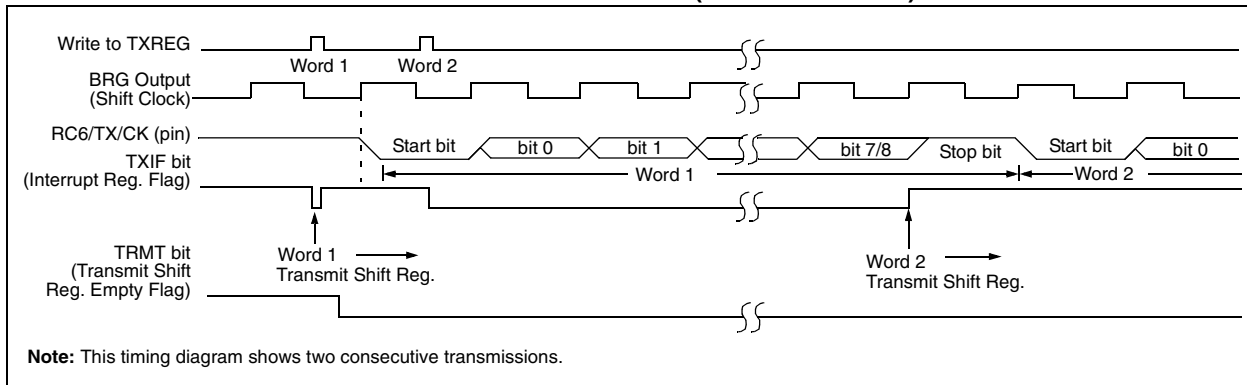 Write to TXREG
Word 1
Word 2
BRG Output
(Shift Clock)
RC6/TX/CK (pin)
Start bit
bit 0
bit 1
bit 7/8
Stop bit
Start bit
bit 0
TXIF bit
(Interrupt Reg. Flag)
Word 1
Word 2
Word 1
Transmit Shift Reg.
Word 2
Transmit Shift Reg.
TRMT bit
(Transmit Shift
Reg. Empty Flag)
Note: This timing diagram shows two consecutive transmissions.